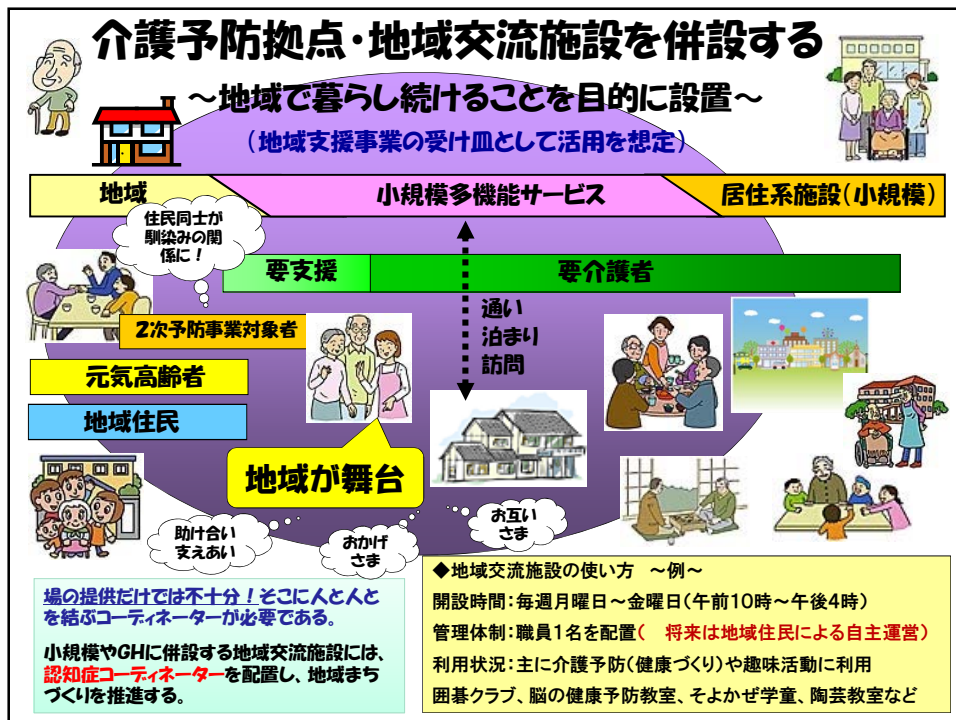 介護予防拠点・地域交流施設を併設する
～地域で暮らし続けることを目的に設置～
（地域支援事業の受け皿として活用を想定）
地域
小規模多機能サービス
居住系施設（小規模）
住民同士が
馴染みの関
係に！
要支援
要介護者
通い
泊まり
訪問
２次予防事業対象者
元気高齢者
地域住民
地域が舞台
助け合い
支えあい
おかげ
さま
お互い
さま
場の提供だけでは不十分！そこに人と人と
を結ぶコーディネーターが必要である。
小規模やGHに併設する地域交流施設には、
認知症コーディネーターを配置し、地域まち
づくりを推進する。
◆地域交流施設の使い方　～例～
開設時間：毎週月曜日～金曜日（午前１０時～午後４時）
管理体制：職員１名を配置（　将来は地域住民による自主運営）
利用状況：主に介護予防（健康づくり）や趣味活動に利用
囲碁クラブ、脳の健康予防教室、そよかぜ学童、陶芸教室など